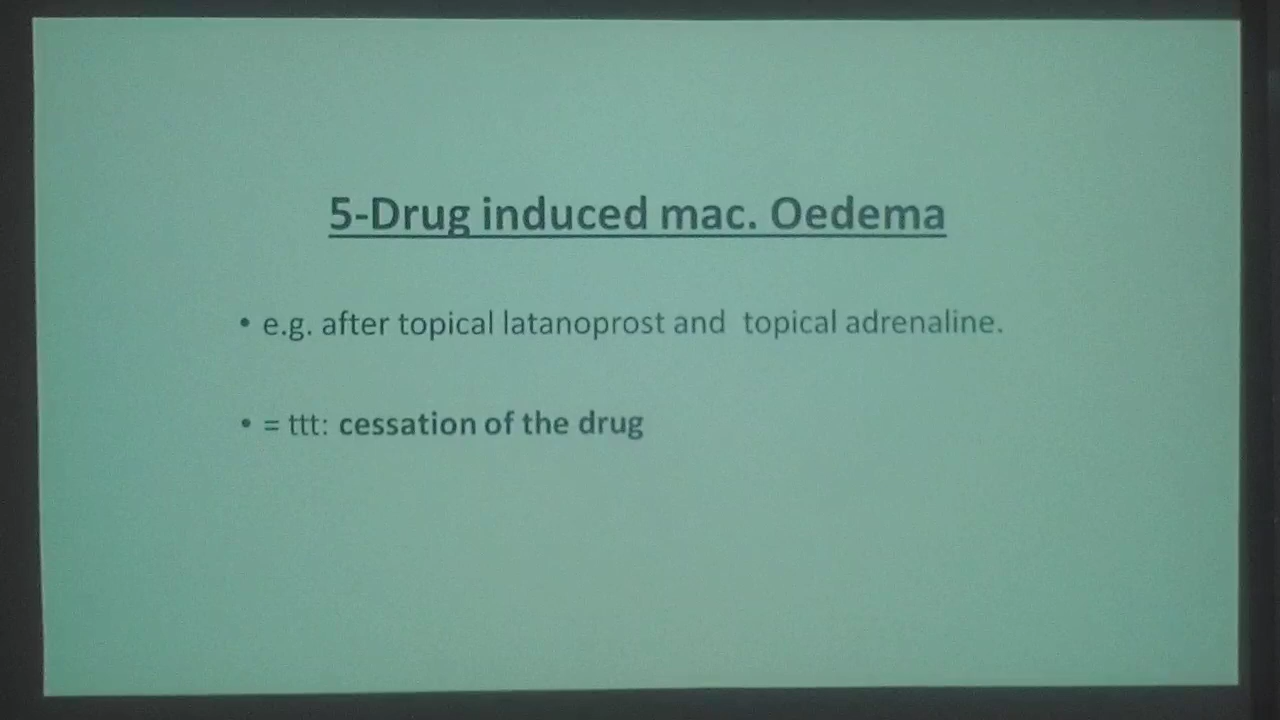 5-Drug induced mac. Oedema
• e.g. after topical latanoprost and topical adrenaline.
• = ttt: cessation of the drug